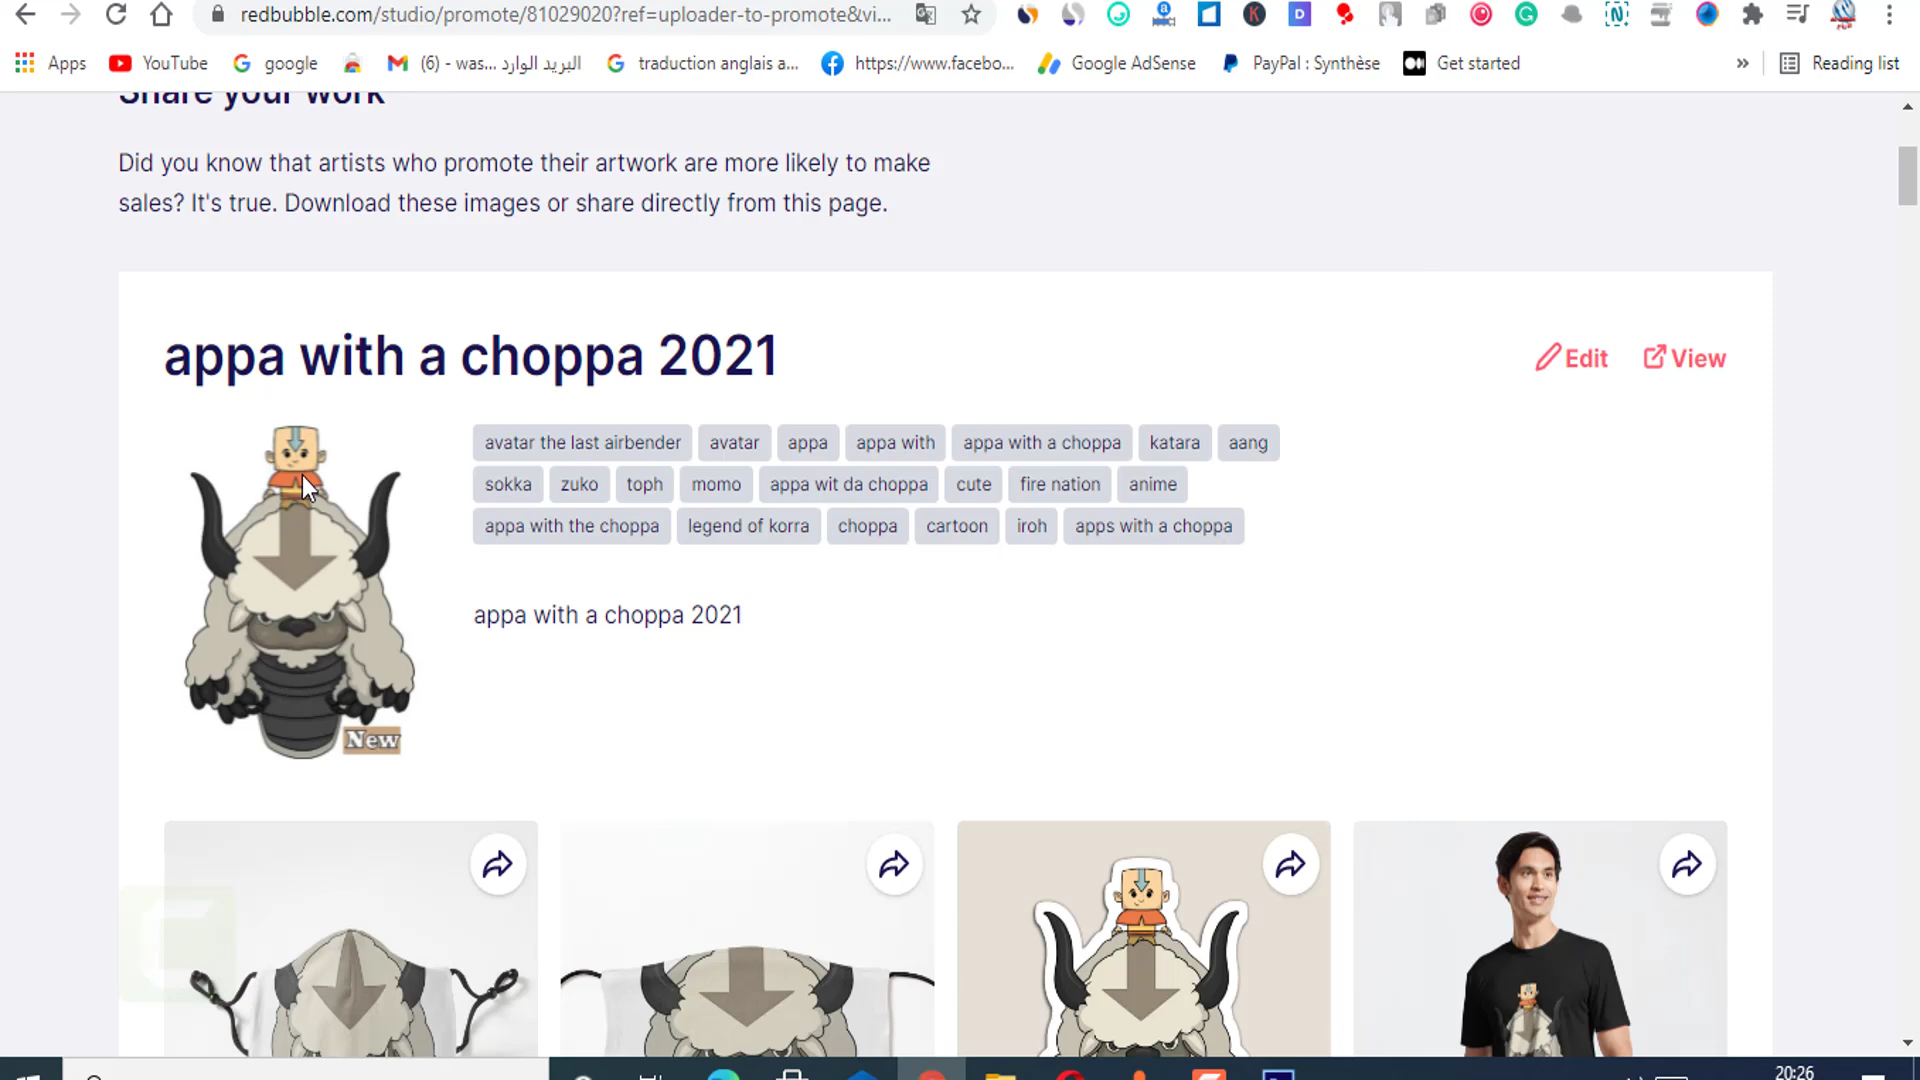 redbubble.com/studio/promote/81029020?ref=uploader-to-promote&vi...
Apps YouTube google (6) - was... البريد الوارد traduction anglais a... https://www.facebo... Google AdSense PayPal : Synthèse Get started » Reading list
Share your work
Did you know that artists who promote their artwork are more likely to make
sales? It's true. Download these images or share directly from this page.
appa with a choppa 2021
Edit View
avatar the last airbender avatar appa appa with appa with a choppa katara aang
sokka zuko toph momo appa wit da choppa cute fire nation anime
appa with the choppa legend of korra choppa cartoon iroh apps with a choppa
appa with a choppa 2021
New
20:26